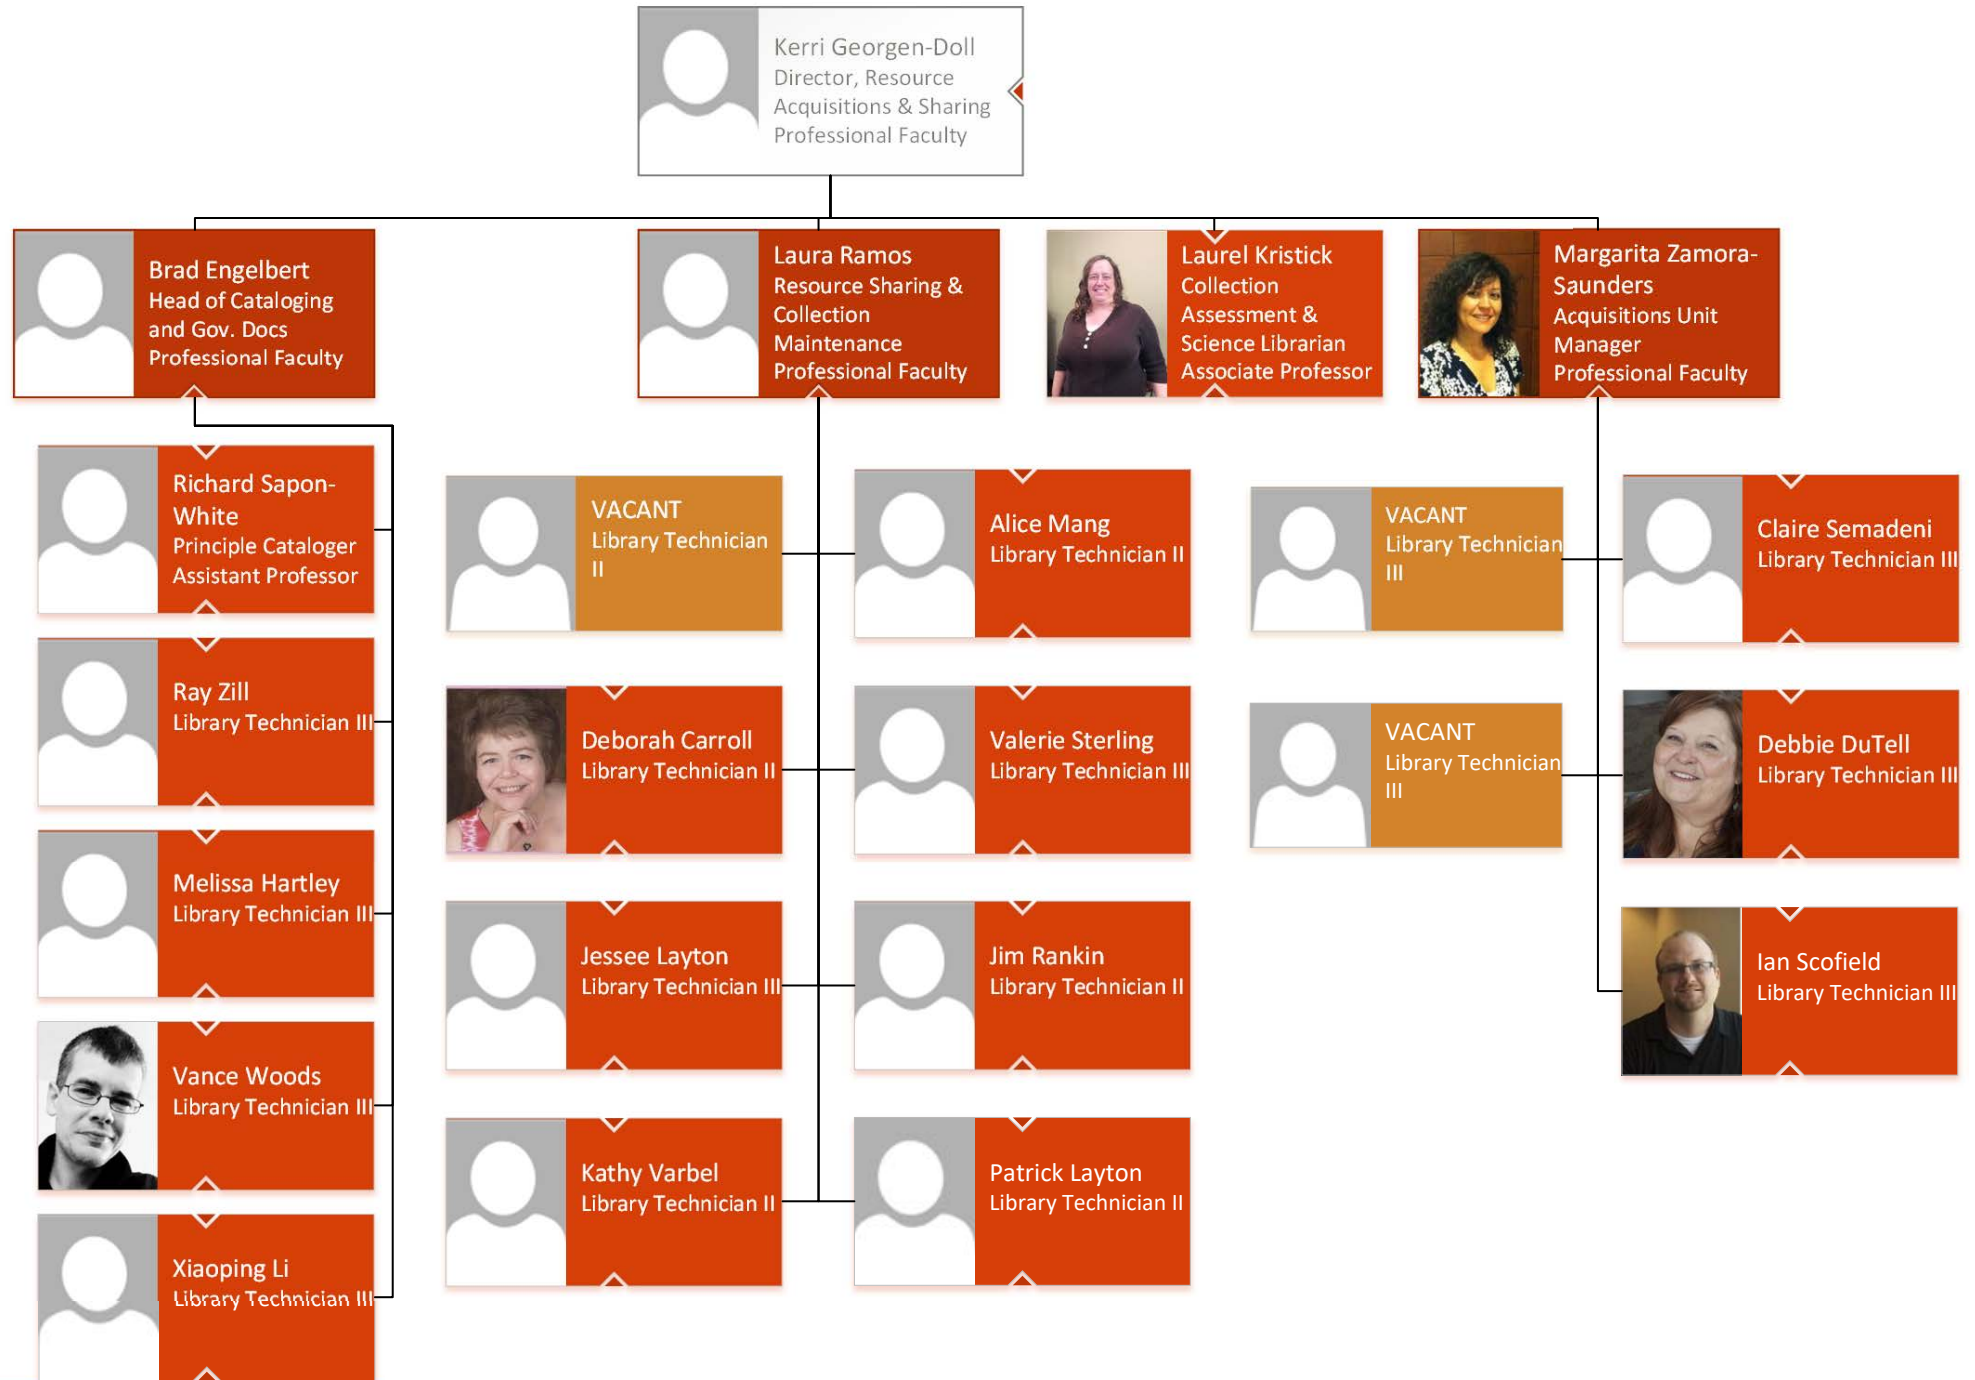 Kerri Georgen-Doll
Director, Resource
Acquisitions & Sharing
Professional Faculty
Brad Engelbert
Head of Cataloging
and Gov. Docs
Professional Faculty
Laura Ramos
Resource Sharing &
Collection
Maintenance
Professional Faculty
Laurel Kristick
Collection
Assessment &
Science Librarian
Associate Professor
Margarita Zamora-
Saunders
Acquisitions Unit
Manager
Professional Faculty
Richard Sapon-
White
Principle Cataloger
Assistant Professor
Ray Zill
Library Technician III
Melissa Hartley
Library Technician III
Vance Woods
Library Technician III
Xiaoping Li
Library Technician III
VACANT
Library Technician
II
Alice Mang
Library Technician II
Deborah Carroll
Library Technician II
Valerie Sterling
Library Technician III
Jessee Layton
Library Technician III
Jim Rankin
Library Technician II
Kathy Varbel
Library Technician II
Patrick Layton
Library Technician II
VACANT
Library Technician
III
Claire Semadeni
Library Technician III
VACANT
Library Technician
III
Debbie DuTell
Library Technician III
Ian Scofield
Library Technician III